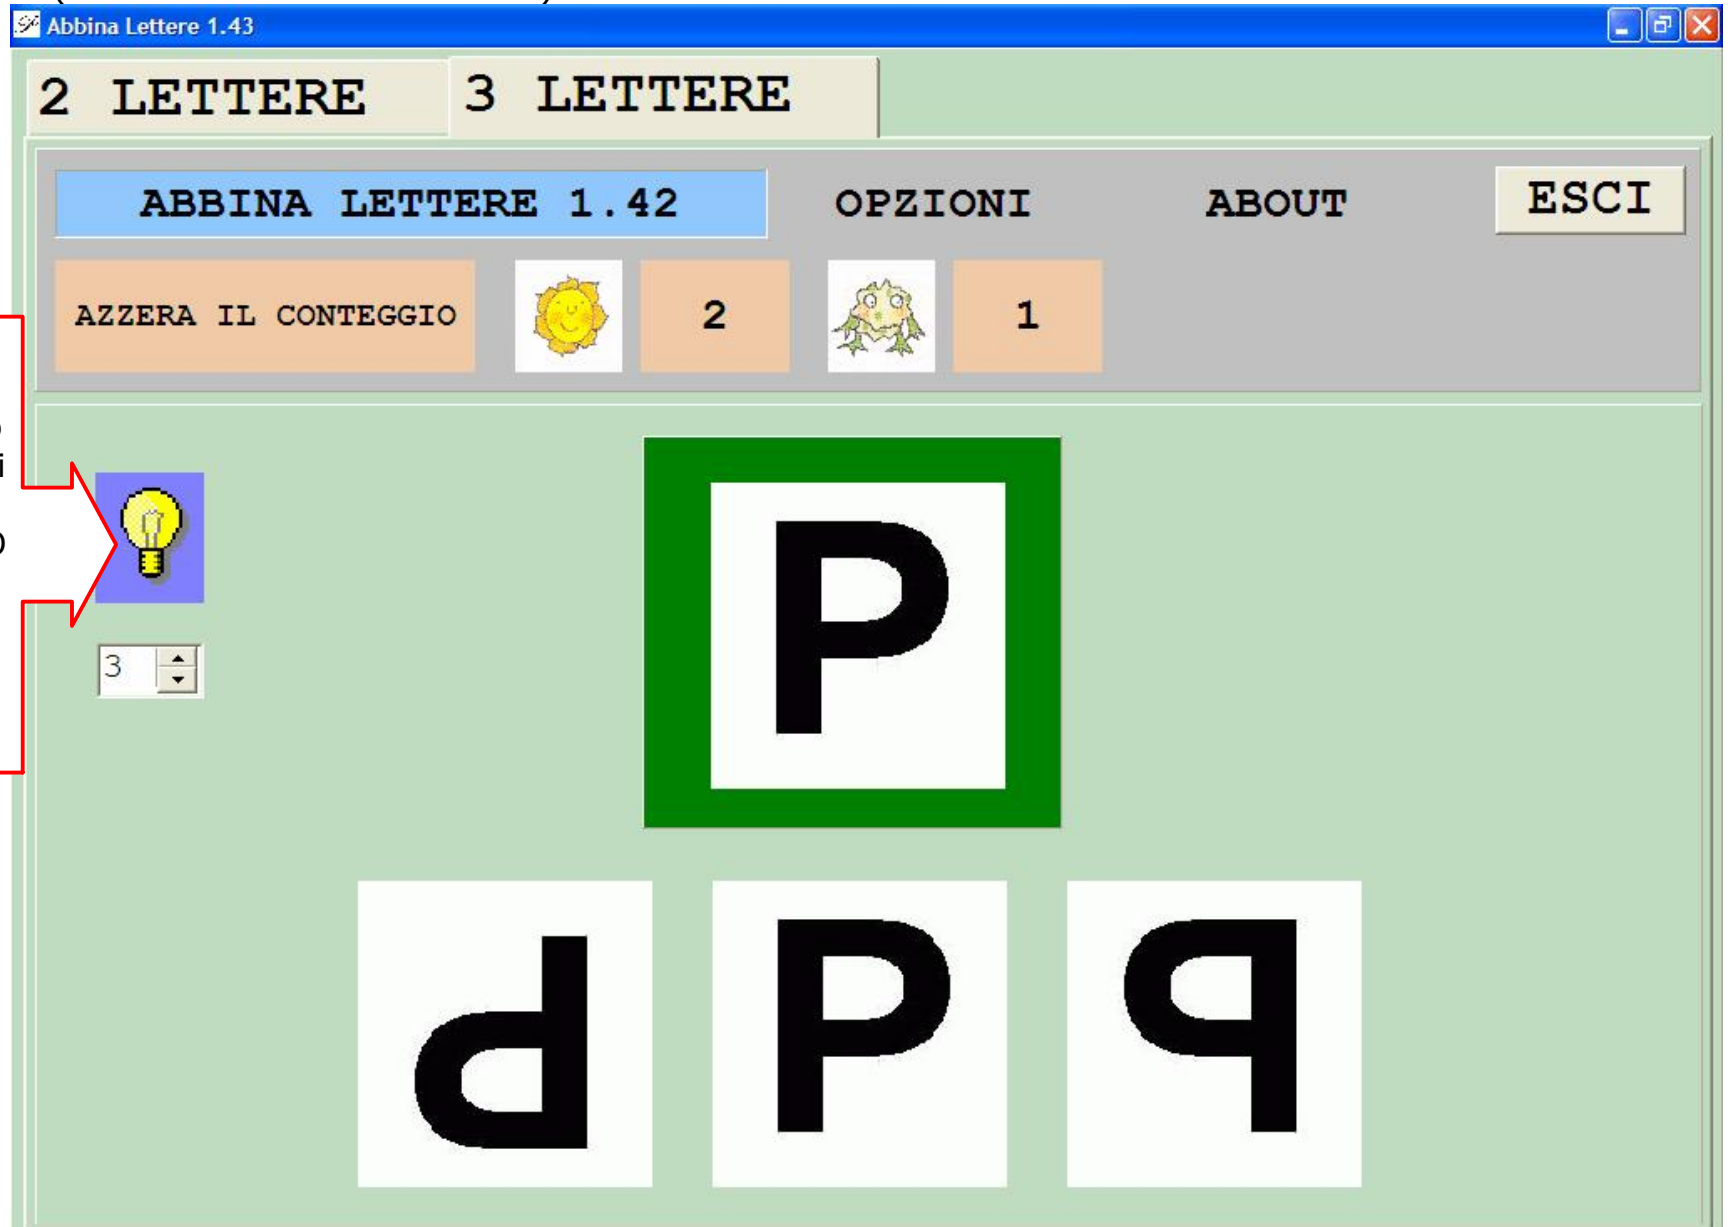 Abbina Lettere 1.43
2 LETTERE 3 LETTERE
ABBINA LETTERE 1.42 OPZIONI ABOUT ESCI
AZZERA IL CONTEGGIO 2 1
3
P
P